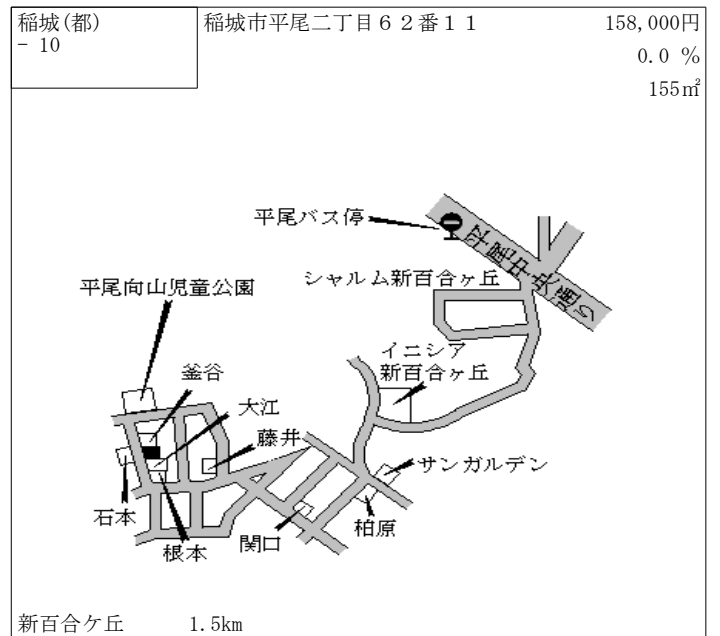 稲城(都)
- 10
稲城市平尾二丁目６２番１１
158,000円
0.0 %
155㎡
平尾バス停
シャルム新百合ヶ丘
平尾向山児童公園
イニシア
新百合ヶ丘
釜谷
大江
藤井
サンガルデン
石本
根本
関口
柏原
新百合ケ丘
1.5km